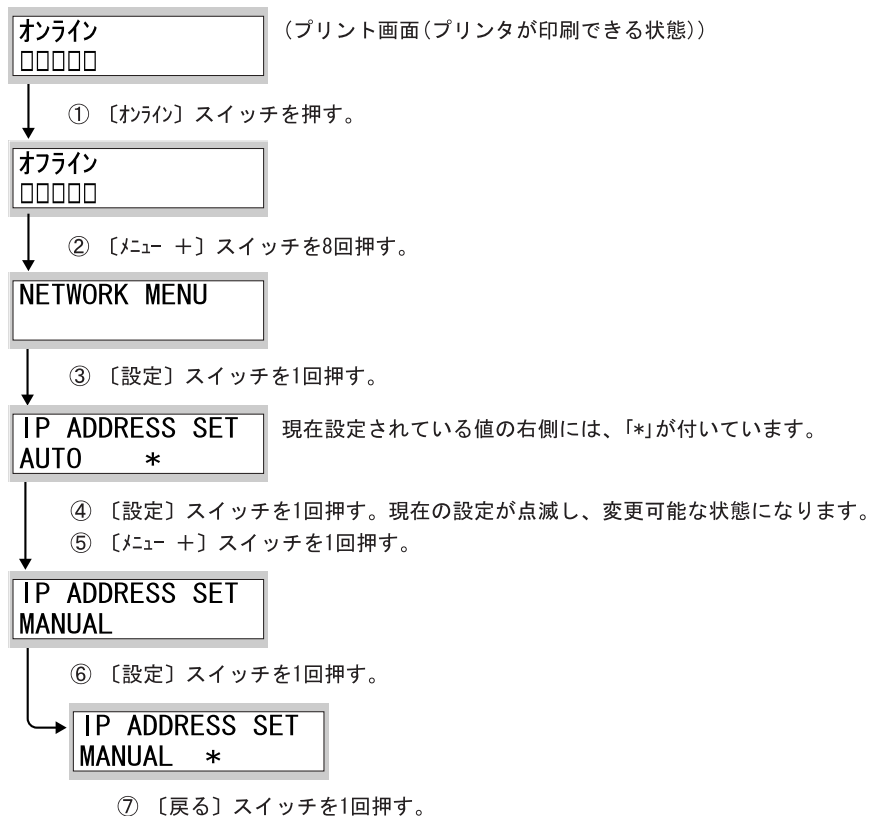 ｵﾝﾗｲﾝ
(プリント画面(プリンタが印刷できる状態))
□□□□□
① 〔ｵﾝﾗｲﾝ〕スイッチを押す。
ｵﾌﾗｲﾝ
□□□□□
② 〔ﾒﾆｭｰ ＋〕スイッチを8回押す。
NETWORK MENU
③ 〔設定〕スイッチを1回押す。
IP ADDRESS SET
現在設定されている値の右側には、「*」が付いています。
AUTO *
④ 〔設定〕スイッチを1回押す。現在の設定が点滅し、変更可能な状態になります。
⑤ 〔ﾒﾆｭｰ ＋〕スイッチを1回押す。
IP ADDRESS SET
MANUAL
⑥ 〔設定〕スイッチを1回押す。
IP ADDRESS SET
MANUAL *
⑦ 〔戻る〕スイッチを1回押す。